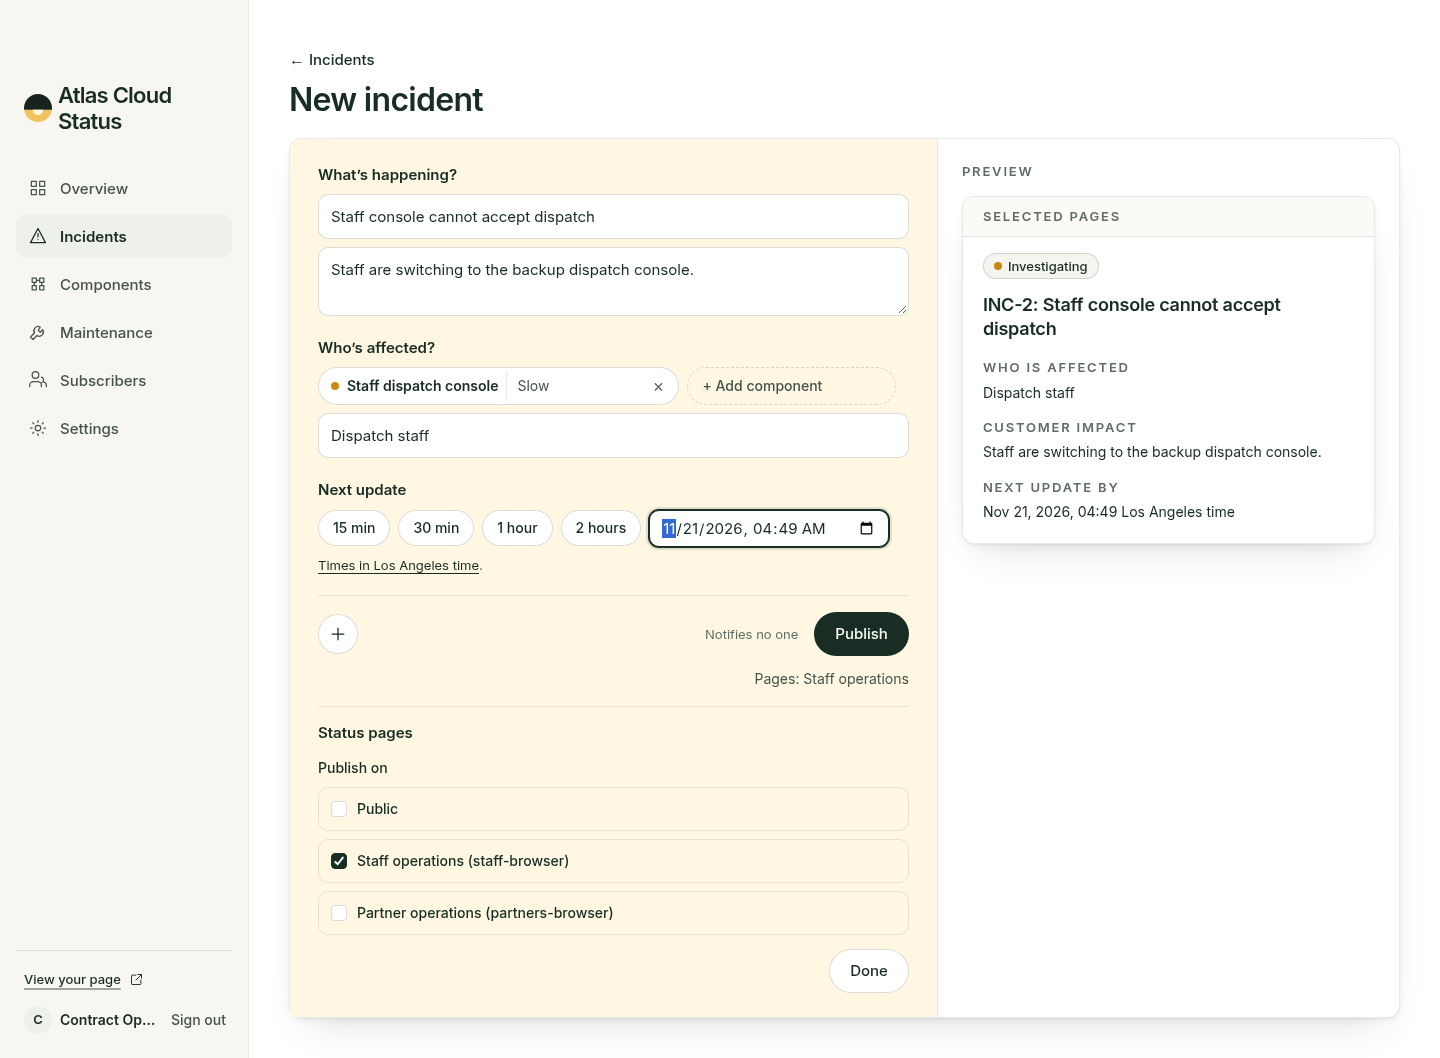 Atlas Cloud
Status
Overview
Incidents
Components
Maintenance
Subscribers
Settings
View your page
C Contract Op... Sign out
← Incidents
New incident
What's happening?
Staff console cannot accept dispatch
Staff are switching to the backup dispatch console.
Who's affected?
Staff dispatch console Slow × + Add component
Dispatch staff
Next update
15 min 30 min 1 hour 2 hours 11/21/2026, 04:49 AM
Times in Los Angeles time.
+ Notifies no one Publish
Pages: Staff operations
Status pages
Publish on
Public
Staff operations (staff-browser)
Partner operations (partners-browser)
Done
PREVIEW
SELECTED PAGES
Investigating
INC-2: Staff console cannot accept
dispatch
WHO IS AFFECTED
Dispatch staff
CUSTOMER IMPACT
Staff are switching to the backup dispatch console.
NEXT UPDATE BY
Nov 21, 2026, 04:49 Los Angeles time